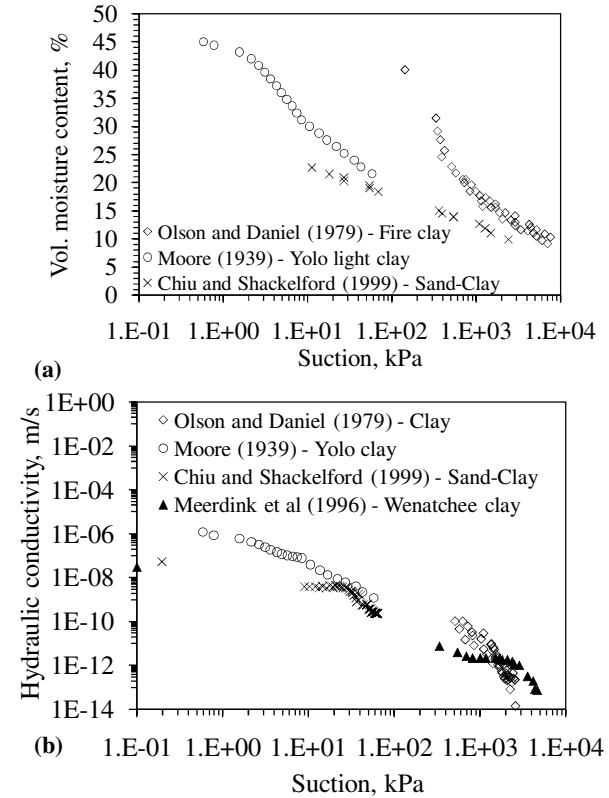 50
45
40
35
30
25
20
15
10
5
0
Vol. moisture content, %
◇ Olson and Daniel (1979) - Fire clay
○ Moore (1939) - Yolo light clay
× Chiu and Shackelford (1999) - Sand-Clay
1.E-01 1.E+00 1.E+01 1.E+02 1.E+03 1.E+04
Suction, kPa
(a)
1E+00
1E-02
1E-04
1E-06
1E-08
1E-10
1E-12
1E-14
Hydraulic conductivity, m/s
◇ Olson and Daniel (1979) - Clay
○ Moore (1939) - Yolo clay
× Chiu and Shackelford (1999) - Sand-Clay
▲ Meerdink et al (1996) - Wenatchee clay
(b)
1.E-01 1.E+00 1.E+01 1.E+02 1.E+03 1.E+04
Suction, kPa